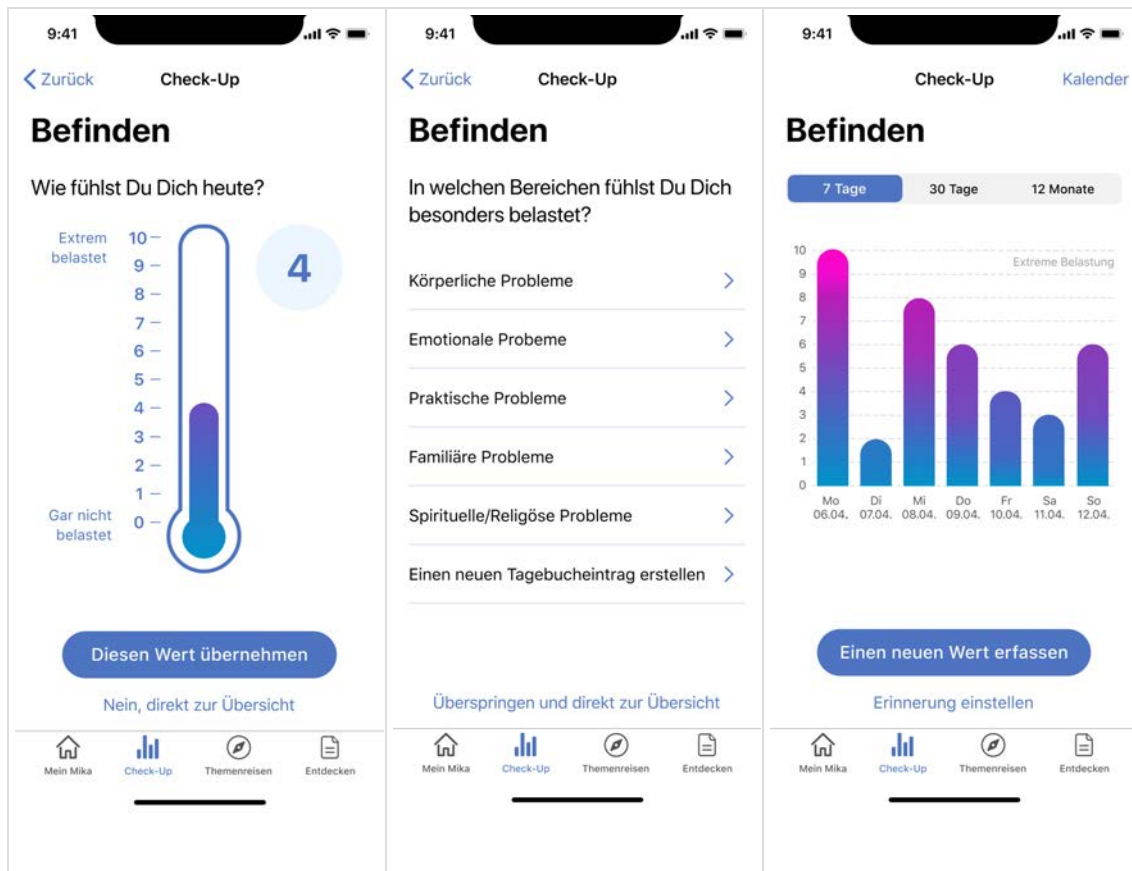 9:41
Zurück
Check-Up
Befinden
Wie fühlst Du Dich heute?
Extrem
belastet
10
9
8
7
6
5
4
3
2
1
0
Gar nicht
belastet
4
Diesen Wert übernehmen
Nein, direkt zur Übersicht
Mein Mika
Check-Up
Themenreisen
Entdecken
9:41
Zurück
Check-Up
Befinden
In welchen Bereichen fühlst Du Dich
besonders belastet?
Körperliche Probleme
Emotionale Probeme
Praktische Probleme
Familiäre Probleme
Spirituelle/Religöse Probleme
Einen neuen Tagebucheintrag erstellen
Überspringen und direkt zur Übersicht
Mein Mika
Check-Up
Themenreisen
Entdecken
9:41
Check-Up
Kalender
Befinden
7 Tage
30 Tage
12 Monate
Extreme Belastung
10
9
8
7
6
5
4
3
2
1
0
Mo Di Mi Do Fr Sa So
06.04. 07.04. 08.04. 09.04. 10.04. 11.04. 12.04.
Einen neuen Wert erfassen
Erinnerung einstellen
Mein Mika
Check-Up
Themenreisen
Entdecken